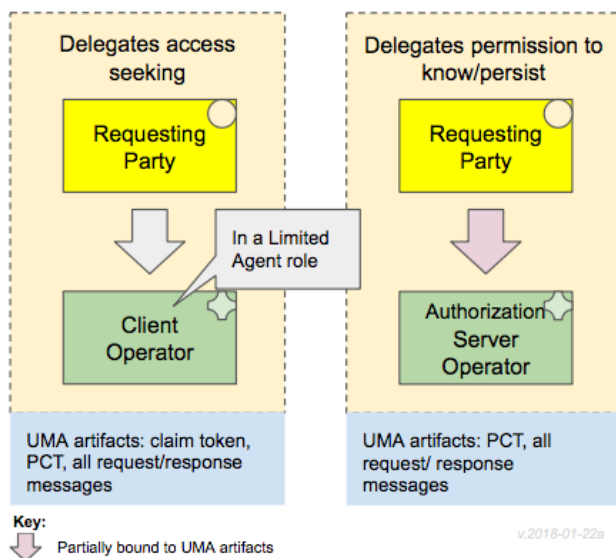 Delegates access
seeking
Requesting
Party
In a Limited
Agent role
Client
Operator
UMA artifacts: claim token,
PCT, all request/response
messages
Delegates permission to
know/persist
Requesting
Party
Authorization
Server
Operator
UMA artifacts: PCT, all
request/ response
messages
Key:
Partially bound to UMA artifacts
v.2018-01-22a